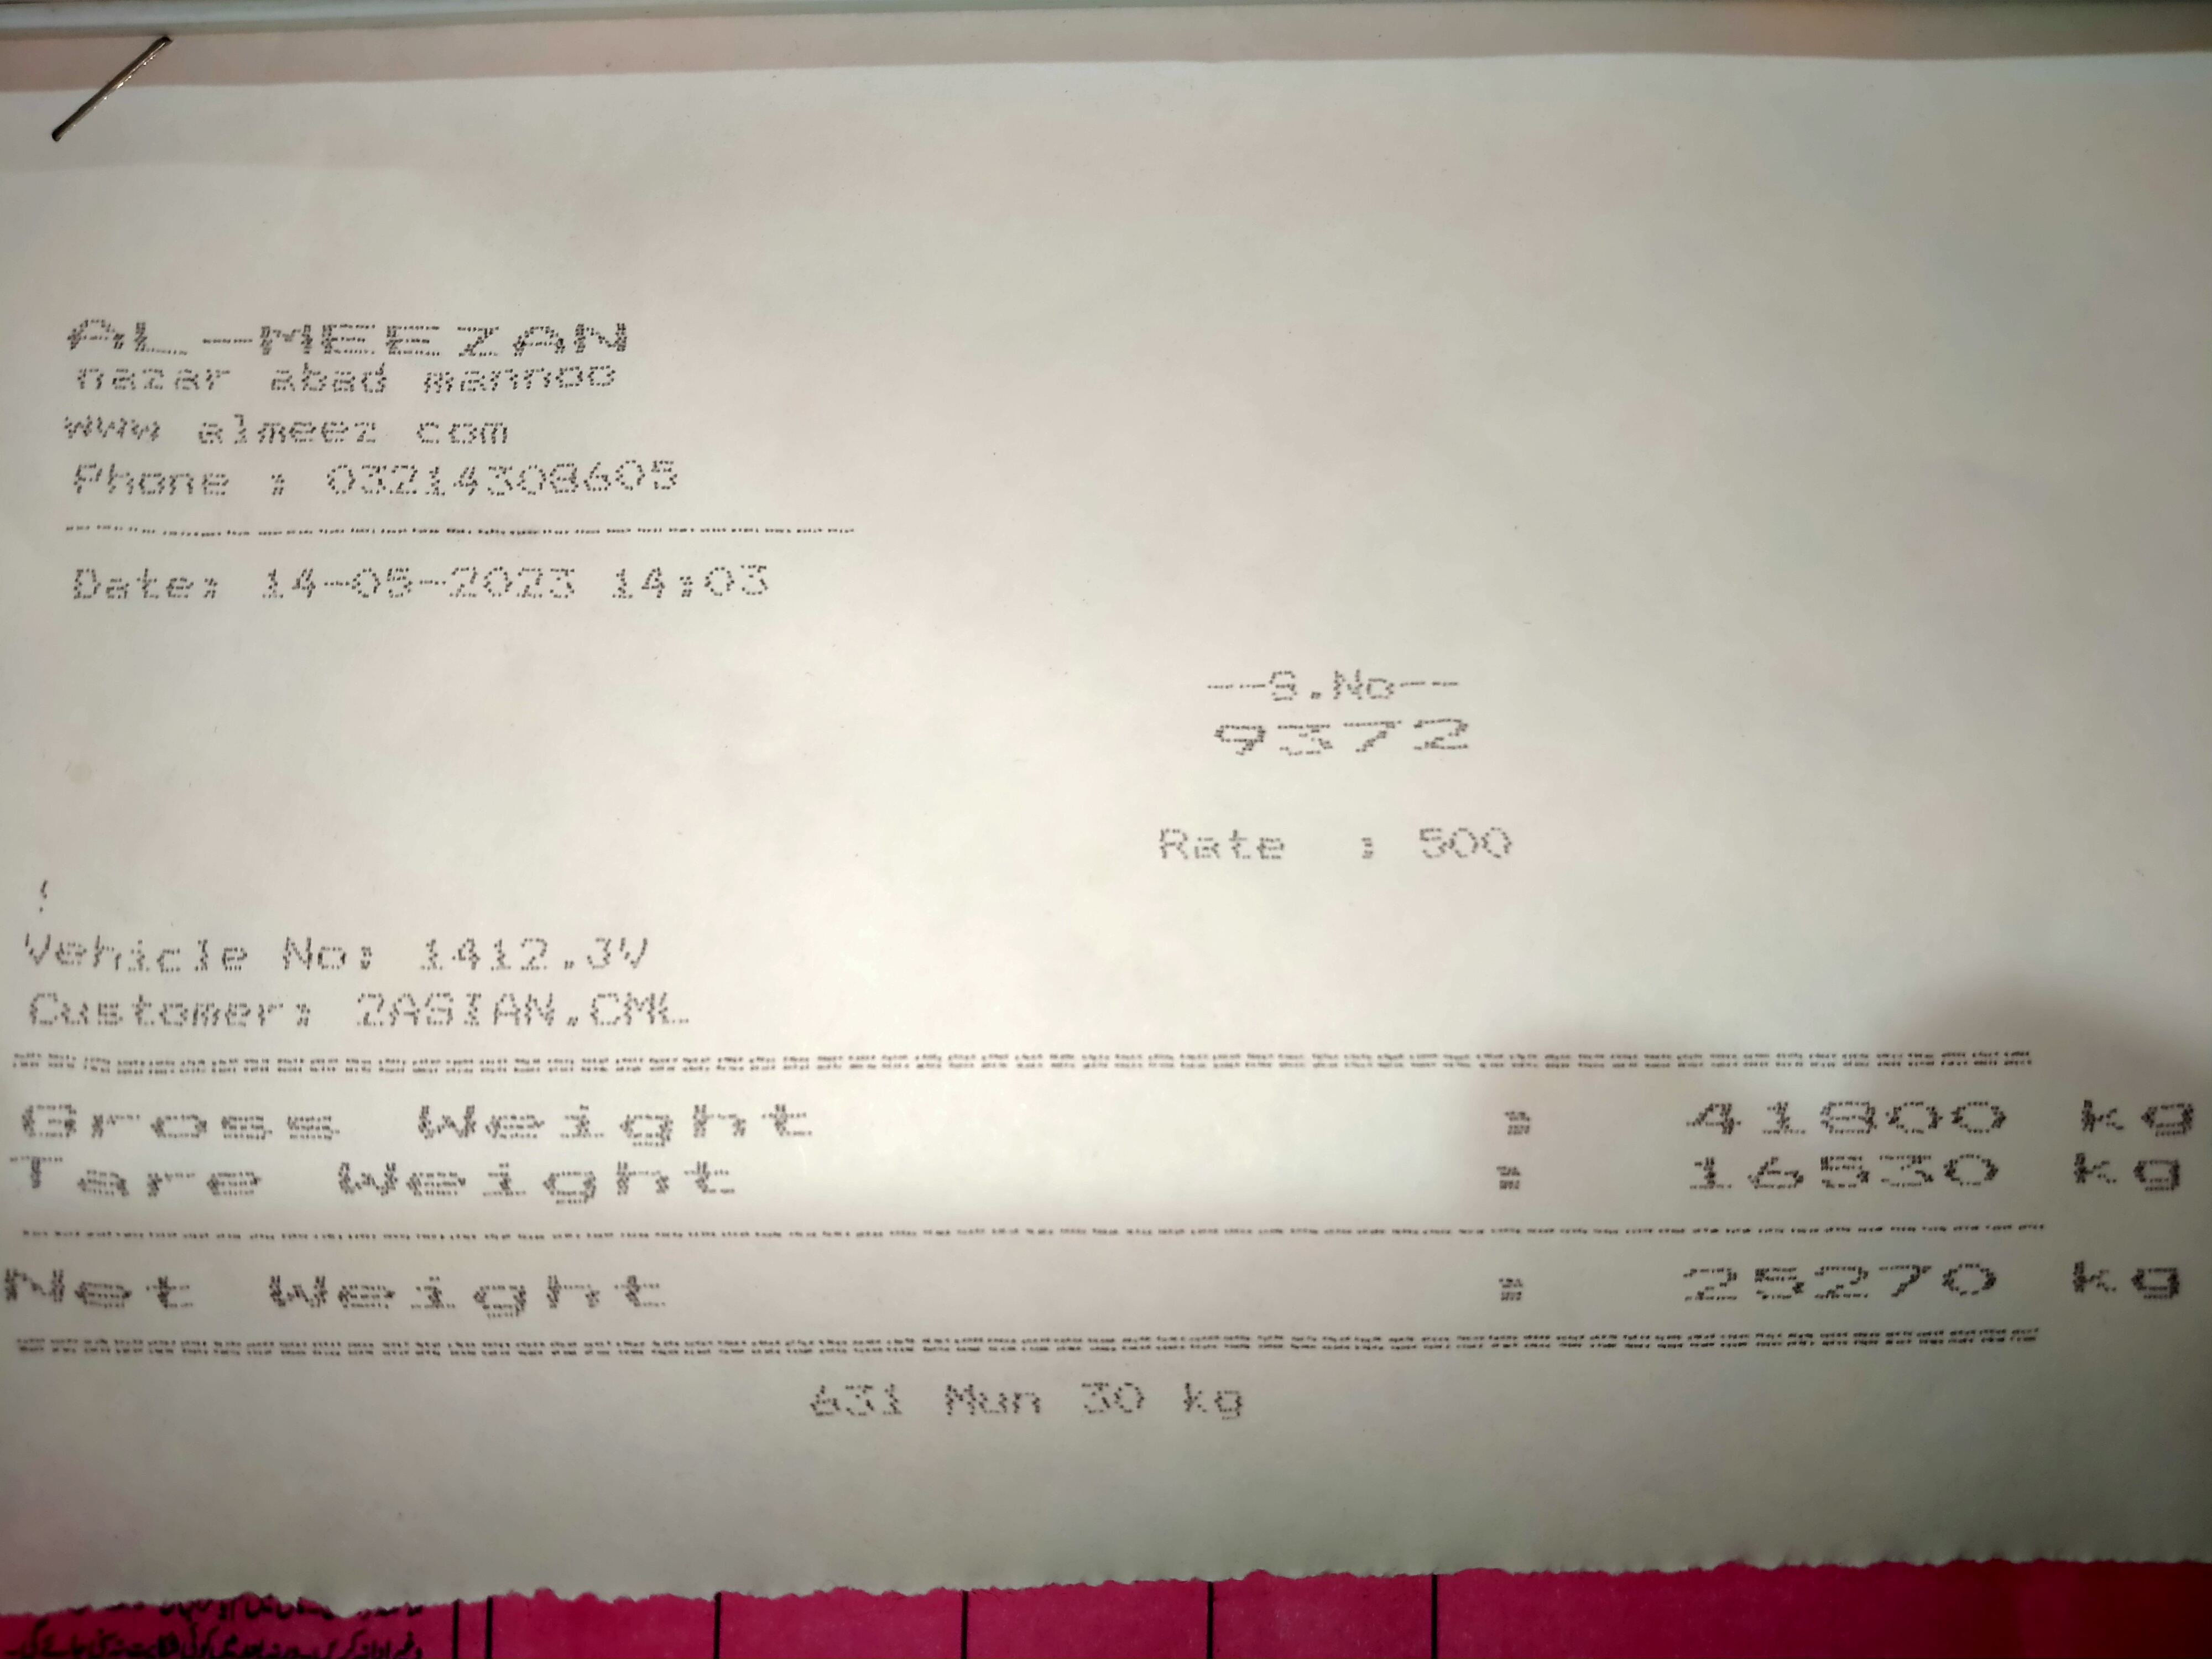 AL-MEEZAN
nazar abad mannoo
www almeez com
Phone : 03214308605
Date: 14-05-2023 14:03
--S.No--
9372
Rate : 500
Vehicle No: 1412.3V
Customer: ZASIAN.CML
Gross Weight : 41800 kg
Tare Weight : 16530 kg
Net Weight : 25270 kg
631 Mun 30 kg